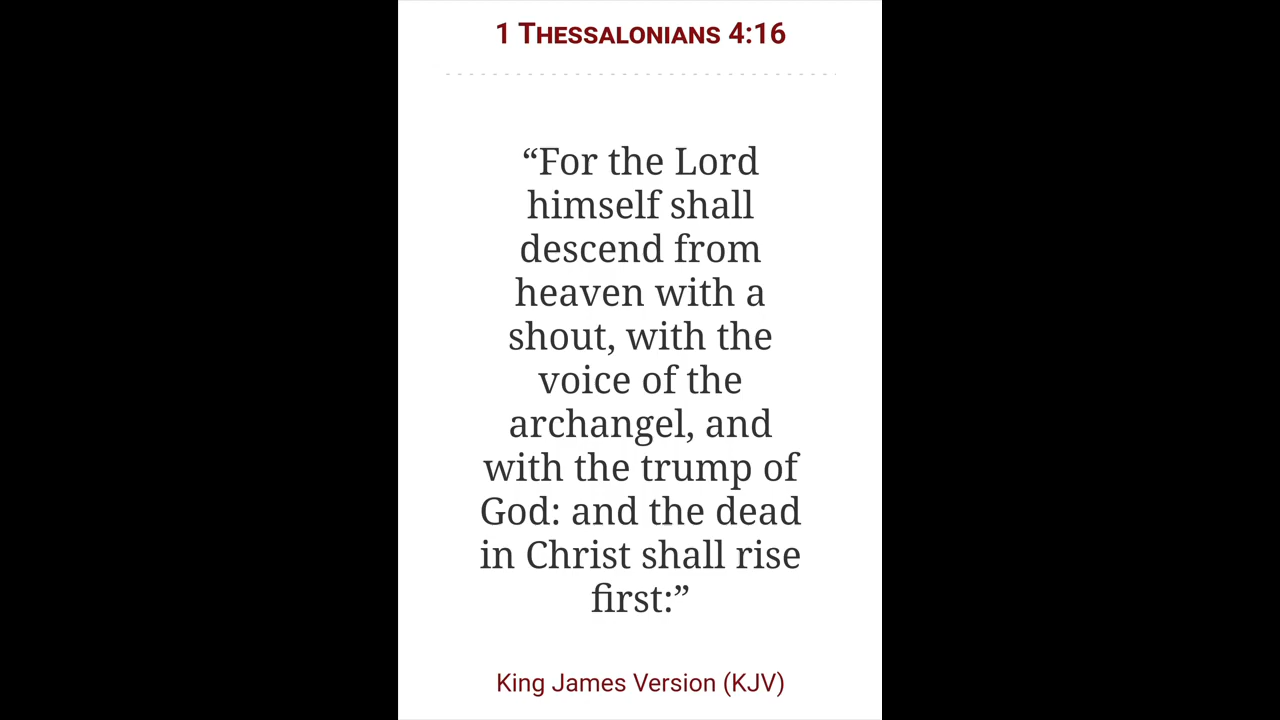 1 THESSALONIANS 4:16
“For the Lord
himself shall
descend from
heaven with a
shout, with the
voice of the
archangel, and
with the trump of
God: and the dead
in Christ shall rise
first:”
King James Version (KJV)